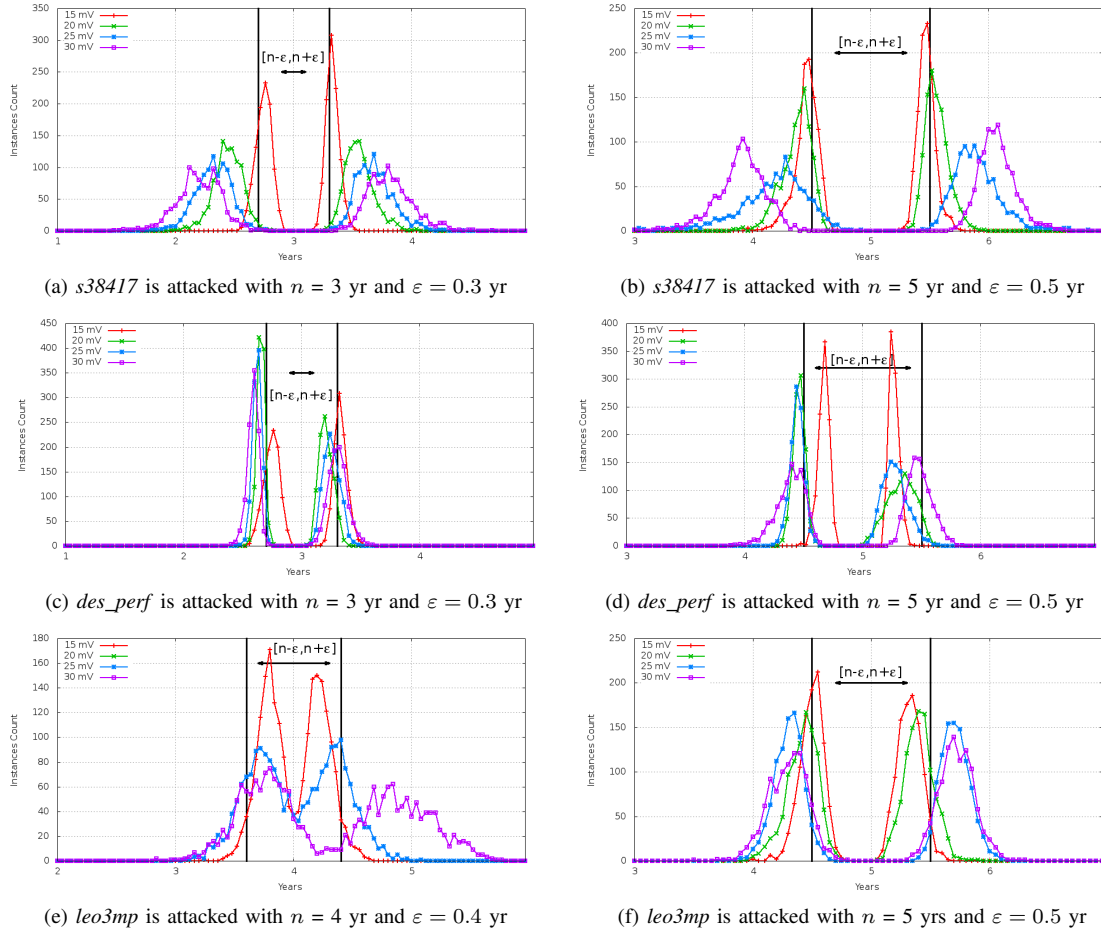 350
300
250
200
150
100
50
0
Instances Count
15 mV
20 mV
25 mV
30 mV
[n-ε,n+ε]
1
2
3
4
Years
(a) s38417 is attacked with n = 3 yr and ε = 0.3 yr
250
200
150
100
50
0
Instances Count
15 mV
20 mV
25 mV
30 mV
[n-ε,n+ε]
3
4
5
6
Years
(b) s38417 is attacked with n = 5 yr and ε = 0.5 yr
450
400
350
300
250
200
150
100
50
0
Instances Count
15 mV
20 mV
25 mV
30 mV
[n-ε,n+ε]
1
2
3
4
Years
(c) des_perf is attacked with n = 3 yr and ε = 0.3 yr
400
350
300
250
200
150
100
50
0
Instances Count
15 mV
20 mV
25 mV
30 mV
[n-ε,n+ε]
3
4
5
6
Years
(d) des_perf is attacked with n = 5 yr and ε = 0.5 yr
180
160
140
120
100
80
60
40
20
0
Instances Count
15 mV
20 mV
25 mV
30 mV
[n-ε,n+ε]
2
3
4
5
Years
(e) leo3mp is attacked with n = 4 yr and ε = 0.4 yr
250
200
150
100
50
0
Instances Count
15 mV
20 mV
25 mV
30 mV
[n-ε,n+ε]
3
4
5
6
Years
(f) leo3mp is attacked with n = 5 yrs and ε = 0.5 yr